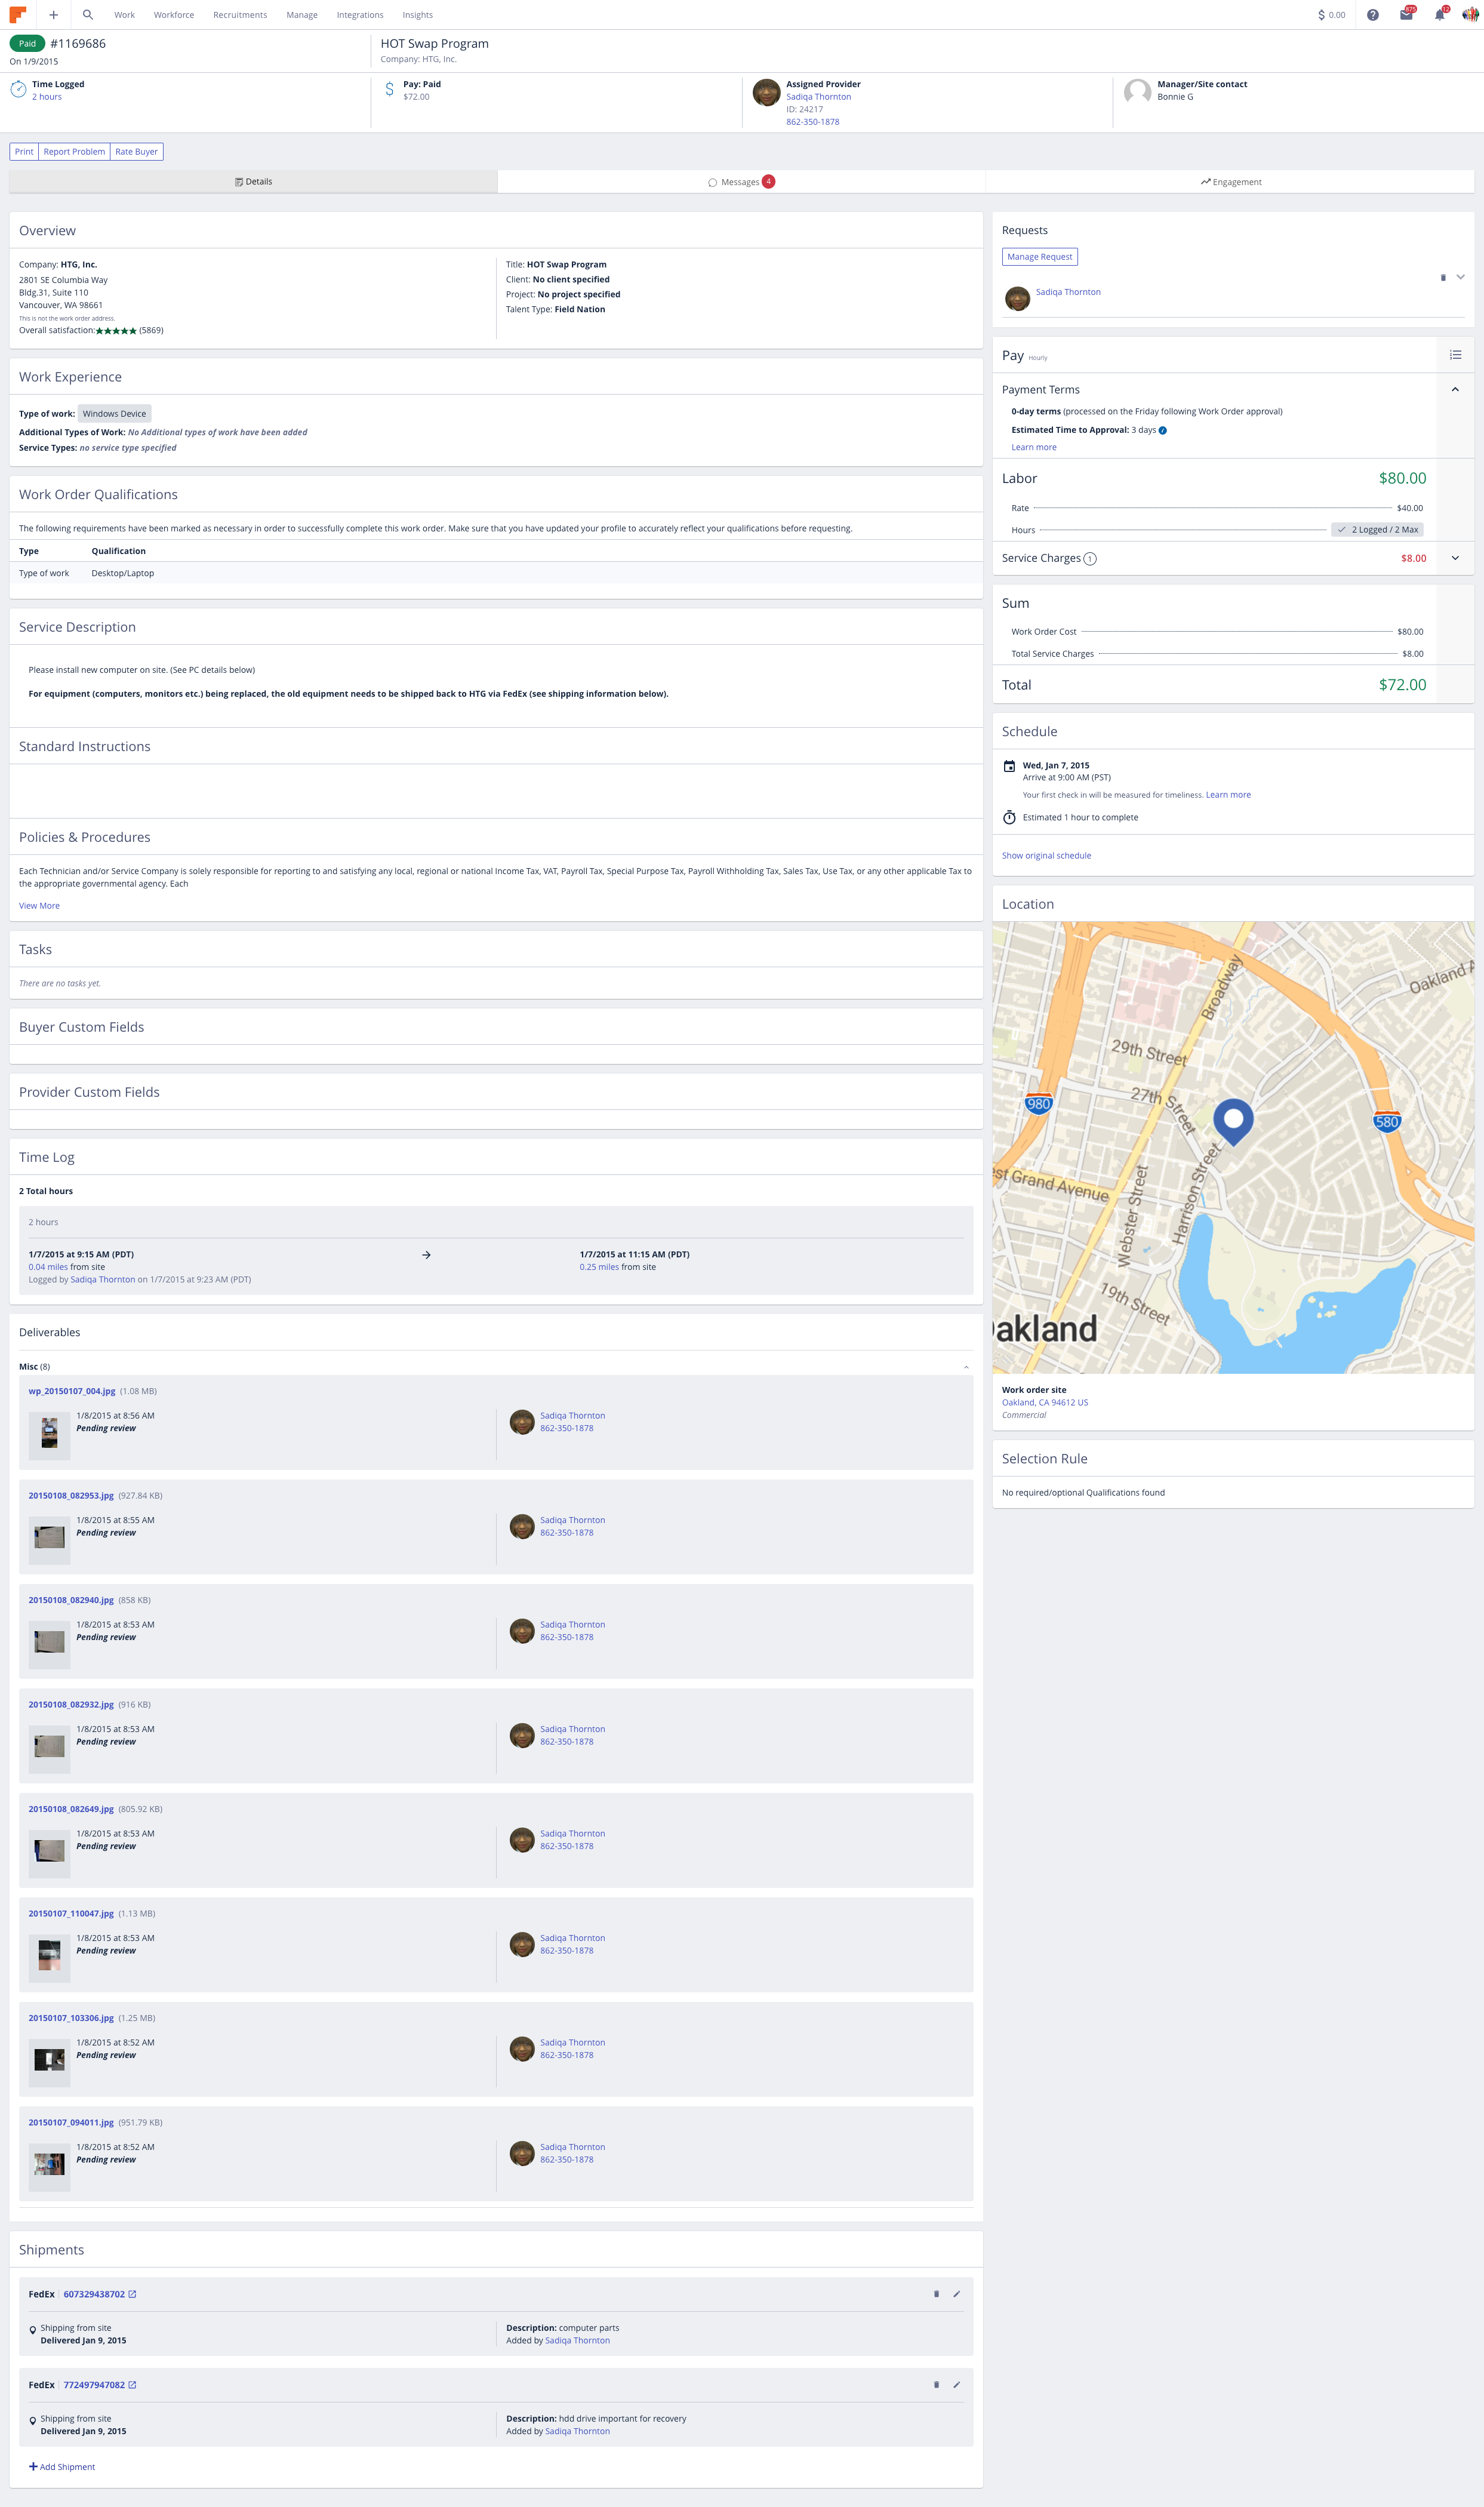 Work Workforce Recruitments Manage Integrations Insights
$ 0.00
875
12
Paid #1169686
On 1/9/2015
HOT Swap Program
Company: HTG, Inc.
Time Logged
2 hours
Pay: Paid
$72.00
Assigned Provider
Sadiqa Thornton
ID: 24217
862-350-1878
Manager/Site contact
Bonnie G
Print Report Problem Rate Buyer
Details Messages 4 Engagement
Overview
Company: HTG, Inc.
2801 SE Columbia Way
Bldg.31, Suite 110
Vancouver, WA 98661
This is not the work order address.
Overall satisfaction:★★★★★ (5869)
Title: HOT Swap Program
Client: No client specified
Project: No project specified
Talent Type: Field Nation
Work Experience
Type of work: Windows Device
Additional Types of Work: No Additional types of work have been added
Service Types: no service type specified
Work Order Qualifications
The following requirements have been marked as necessary in order to successfully complete this work order. Make sure that you have updated your profile to accurately reflect your qualifications before requesting.
Type Qualification
Type of work Desktop/Laptop
Service Description
Please install new computer on site. (See PC details below)
For equipment (computers, monitors etc.) being replaced, the old equipment needs to be shipped back to HTG via FedEx (see shipping information below).
Standard Instructions
Policies & Procedures
Each Technician and/or Service Company is solely responsible for reporting to and satisfying any local, regional or national Income Tax, VAT, Payroll Tax, Special Purpose Tax, Payroll Withholding Tax, Sales Tax, Use Tax, or any other applicable Tax to
the appropriate governmental agency. Each
View More
Tasks
There are no tasks yet.
Buyer Custom Fields
Provider Custom Fields
Time Log
2 Total hours
2 hours
1/7/2015 at 9:15 AM (PDT)
0.04 miles from site
Logged by Sadiqa Thornton on 1/7/2015 at 9:23 AM (PDT)
1/7/2015 at 11:15 AM (PDT)
0.25 miles from site
Deliverables
Misc (8)
wp_20150107_004.jpg (1.08 MB)
1/8/2015 at 8:56 AM
Pending review
Sadiqa Thornton
862-350-1878
20150108_082953.jpg (927.84 KB)
1/8/2015 at 8:55 AM
Pending review
Sadiqa Thornton
862-350-1878
20150108_082940.jpg (858 KB)
1/8/2015 at 8:53 AM
Pending review
Sadiqa Thornton
862-350-1878
20150108_082932.jpg (916 KB)
1/8/2015 at 8:53 AM
Pending review
Sadiqa Thornton
862-350-1878
20150108_082649.jpg (805.92 KB)
1/8/2015 at 8:53 AM
Pending review
Sadiqa Thornton
862-350-1878
20150107_110047.jpg (1.13 MB)
1/8/2015 at 8:53 AM
Pending review
Sadiqa Thornton
862-350-1878
20150107_103306.jpg (1.25 MB)
1/8/2015 at 8:52 AM
Pending review
Sadiqa Thornton
862-350-1878
20150107_094011.jpg (951.79 KB)
1/8/2015 at 8:52 AM
Pending review
Sadiqa Thornton
862-350-1878
Shipments
FedEx 607329438702
Shipping from site
Delivered Jan 9, 2015
Description: computer parts
Added by Sadiqa Thornton
FedEx 772497947082
Shipping from site
Delivered Jan 9, 2015
Description: hdd drive important for recovery
Added by Sadiqa Thornton
Add Shipment
Requests
Manage Request
Sadiqa Thornton
Pay Hourly
Payment Terms
0-day terms (processed on the Friday following Work Order approval)
Estimated Time to Approval: 3 days
Learn more
Labor $80.00
Rate $40.00
Hours 2 Logged / 2 Max
Service Charges 1 $8.00
Sum
Work Order Cost $80.00
Total Service Charges $8.00
Total $72.00
Schedule
Wed, Jan 7, 2015
Arrive at 9:00 AM (PST)
Your first check in will be measured for timeliness. Learn more
Estimated 1 hour to complete
Show original schedule
Location
Broadway
Oakland A
29th Street
980
27th Street
580
st Grand Avenue
Webster Street
Harrison Street
19th Street
akland
Work order site
Oakland, CA 94612 US
Commercial
Selection Rule
No required/optional Qualifications found